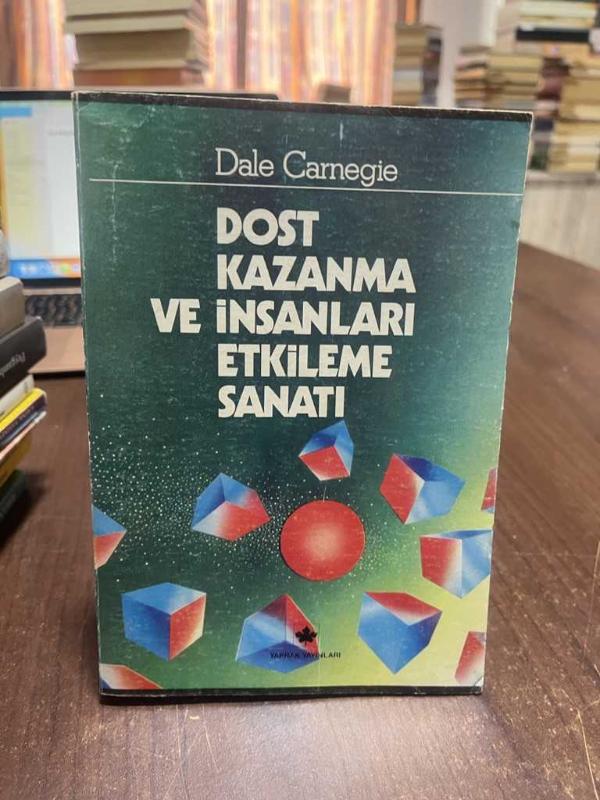 Dale Carnegie
DOST
KAZANMA
VE İNSANLARI
ETKİLEME
SANATI
YAPRAK YAYINLARI